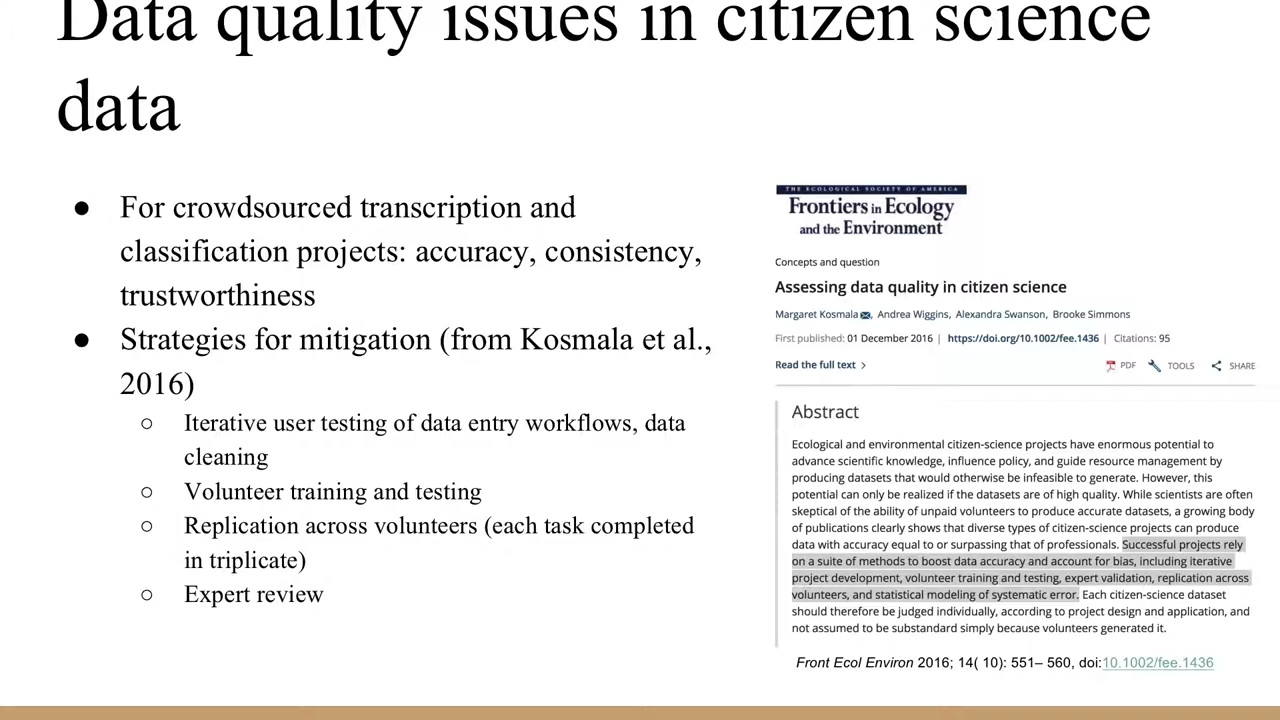 Data quality issues in citizen science
data
● For crowdsourced transcription and
classification projects: accuracy, consistency,
trustworthiness
● Strategies for mitigation (from Kosmala et al.,
2016)
○ Iterative user testing of data entry workflows, data
cleaning
○ Volunteer training and testing
○ Replication across volunteers (each task completed
in triplicate)
○ Expert review
THE ECOLOGICAL SOCIETY OF AMERICA
Frontiers in Ecology
and the Environment
Concepts and question
Assessing data quality in citizen science
Margaret Kosmala, Andrea Wiggins, Alexandra Swanson, Brooke Simmons
First published: 01 December 2016 | https://doi.org/10.1002/fee.1436 | Citations: 95
Read the full text > PDF TOOLS SHARE
Abstract
Ecological and environmental citizen-science projects have enormous potential to
advance scientific knowledge, influence policy, and guide resource management by
producing datasets that would otherwise be infeasible to generate. However, this
potential can only be realized if the datasets are of high quality. While scientists are often
skeptical of the ability of unpaid volunteers to produce accurate datasets, a growing body
of publications clearly shows that diverse types of citizen-science projects can produce
data with accuracy equal to or surpassing that of professionals. Successful projects rely
on a suite of methods to boost data accuracy and account for bias, including iterative
project development, volunteer training and testing, expert validation, replication across
volunteers, and statistical modeling of systematic error. Each citizen-science dataset
should therefore be judged individually, according to project design and application, and
not assumed to be substandard simply because volunteers generated it.
Front Ecol Environ 2016; 14( 10): 551– 560, doi:10.1002/fee.1436